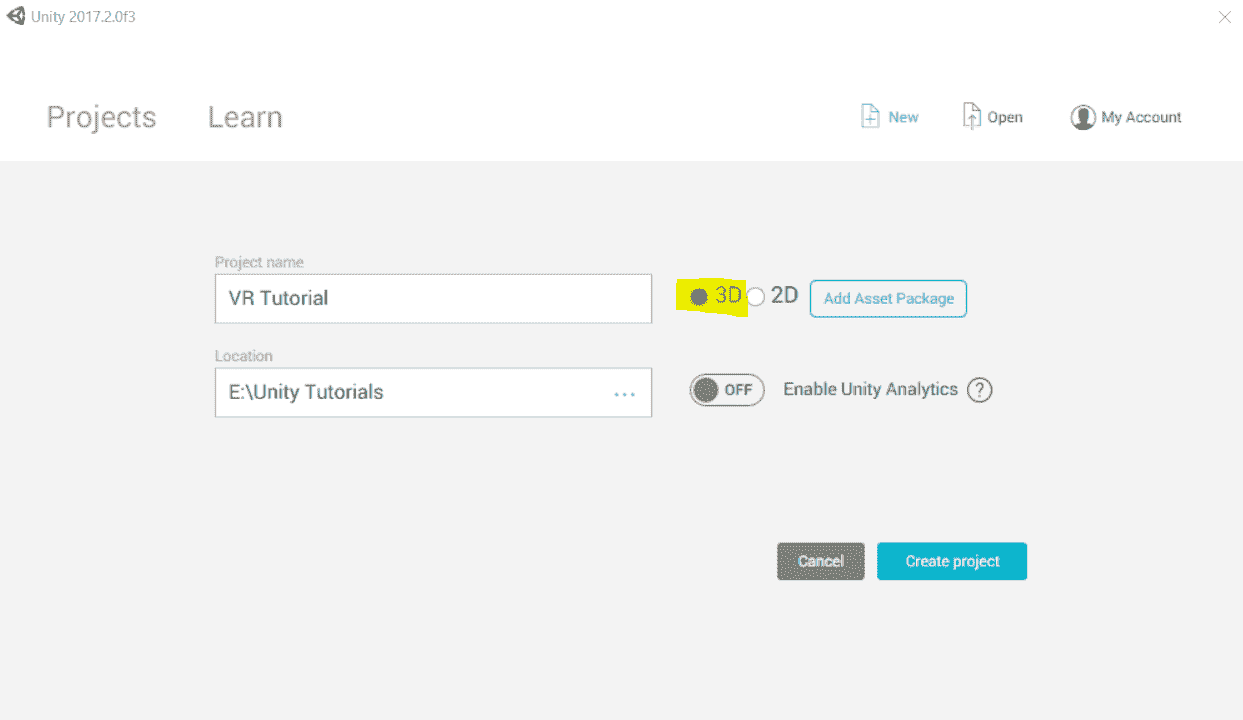 Unity 2017.2.0f3
Projects Learn New Open My Account
Project name
VR Tutorial 3D 2D Add Asset Package
Location
E:\Unity Tutorials ... OFF Enable Unity Analytics ?
Cancel Create project